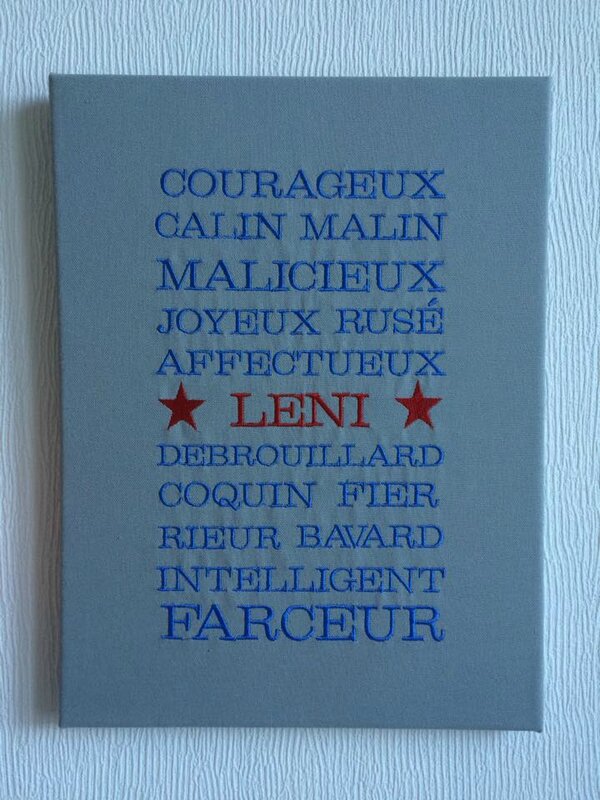 COURAGEUX
CALIN MALIN
MALICIEUX
JOYEUX RUSÉ
AFFECTUEUX
★ LENI ★
DEBROUILLARD
COQUIN FIER
RIEUR BAVARD
INTELLIGENT
FARCEUR